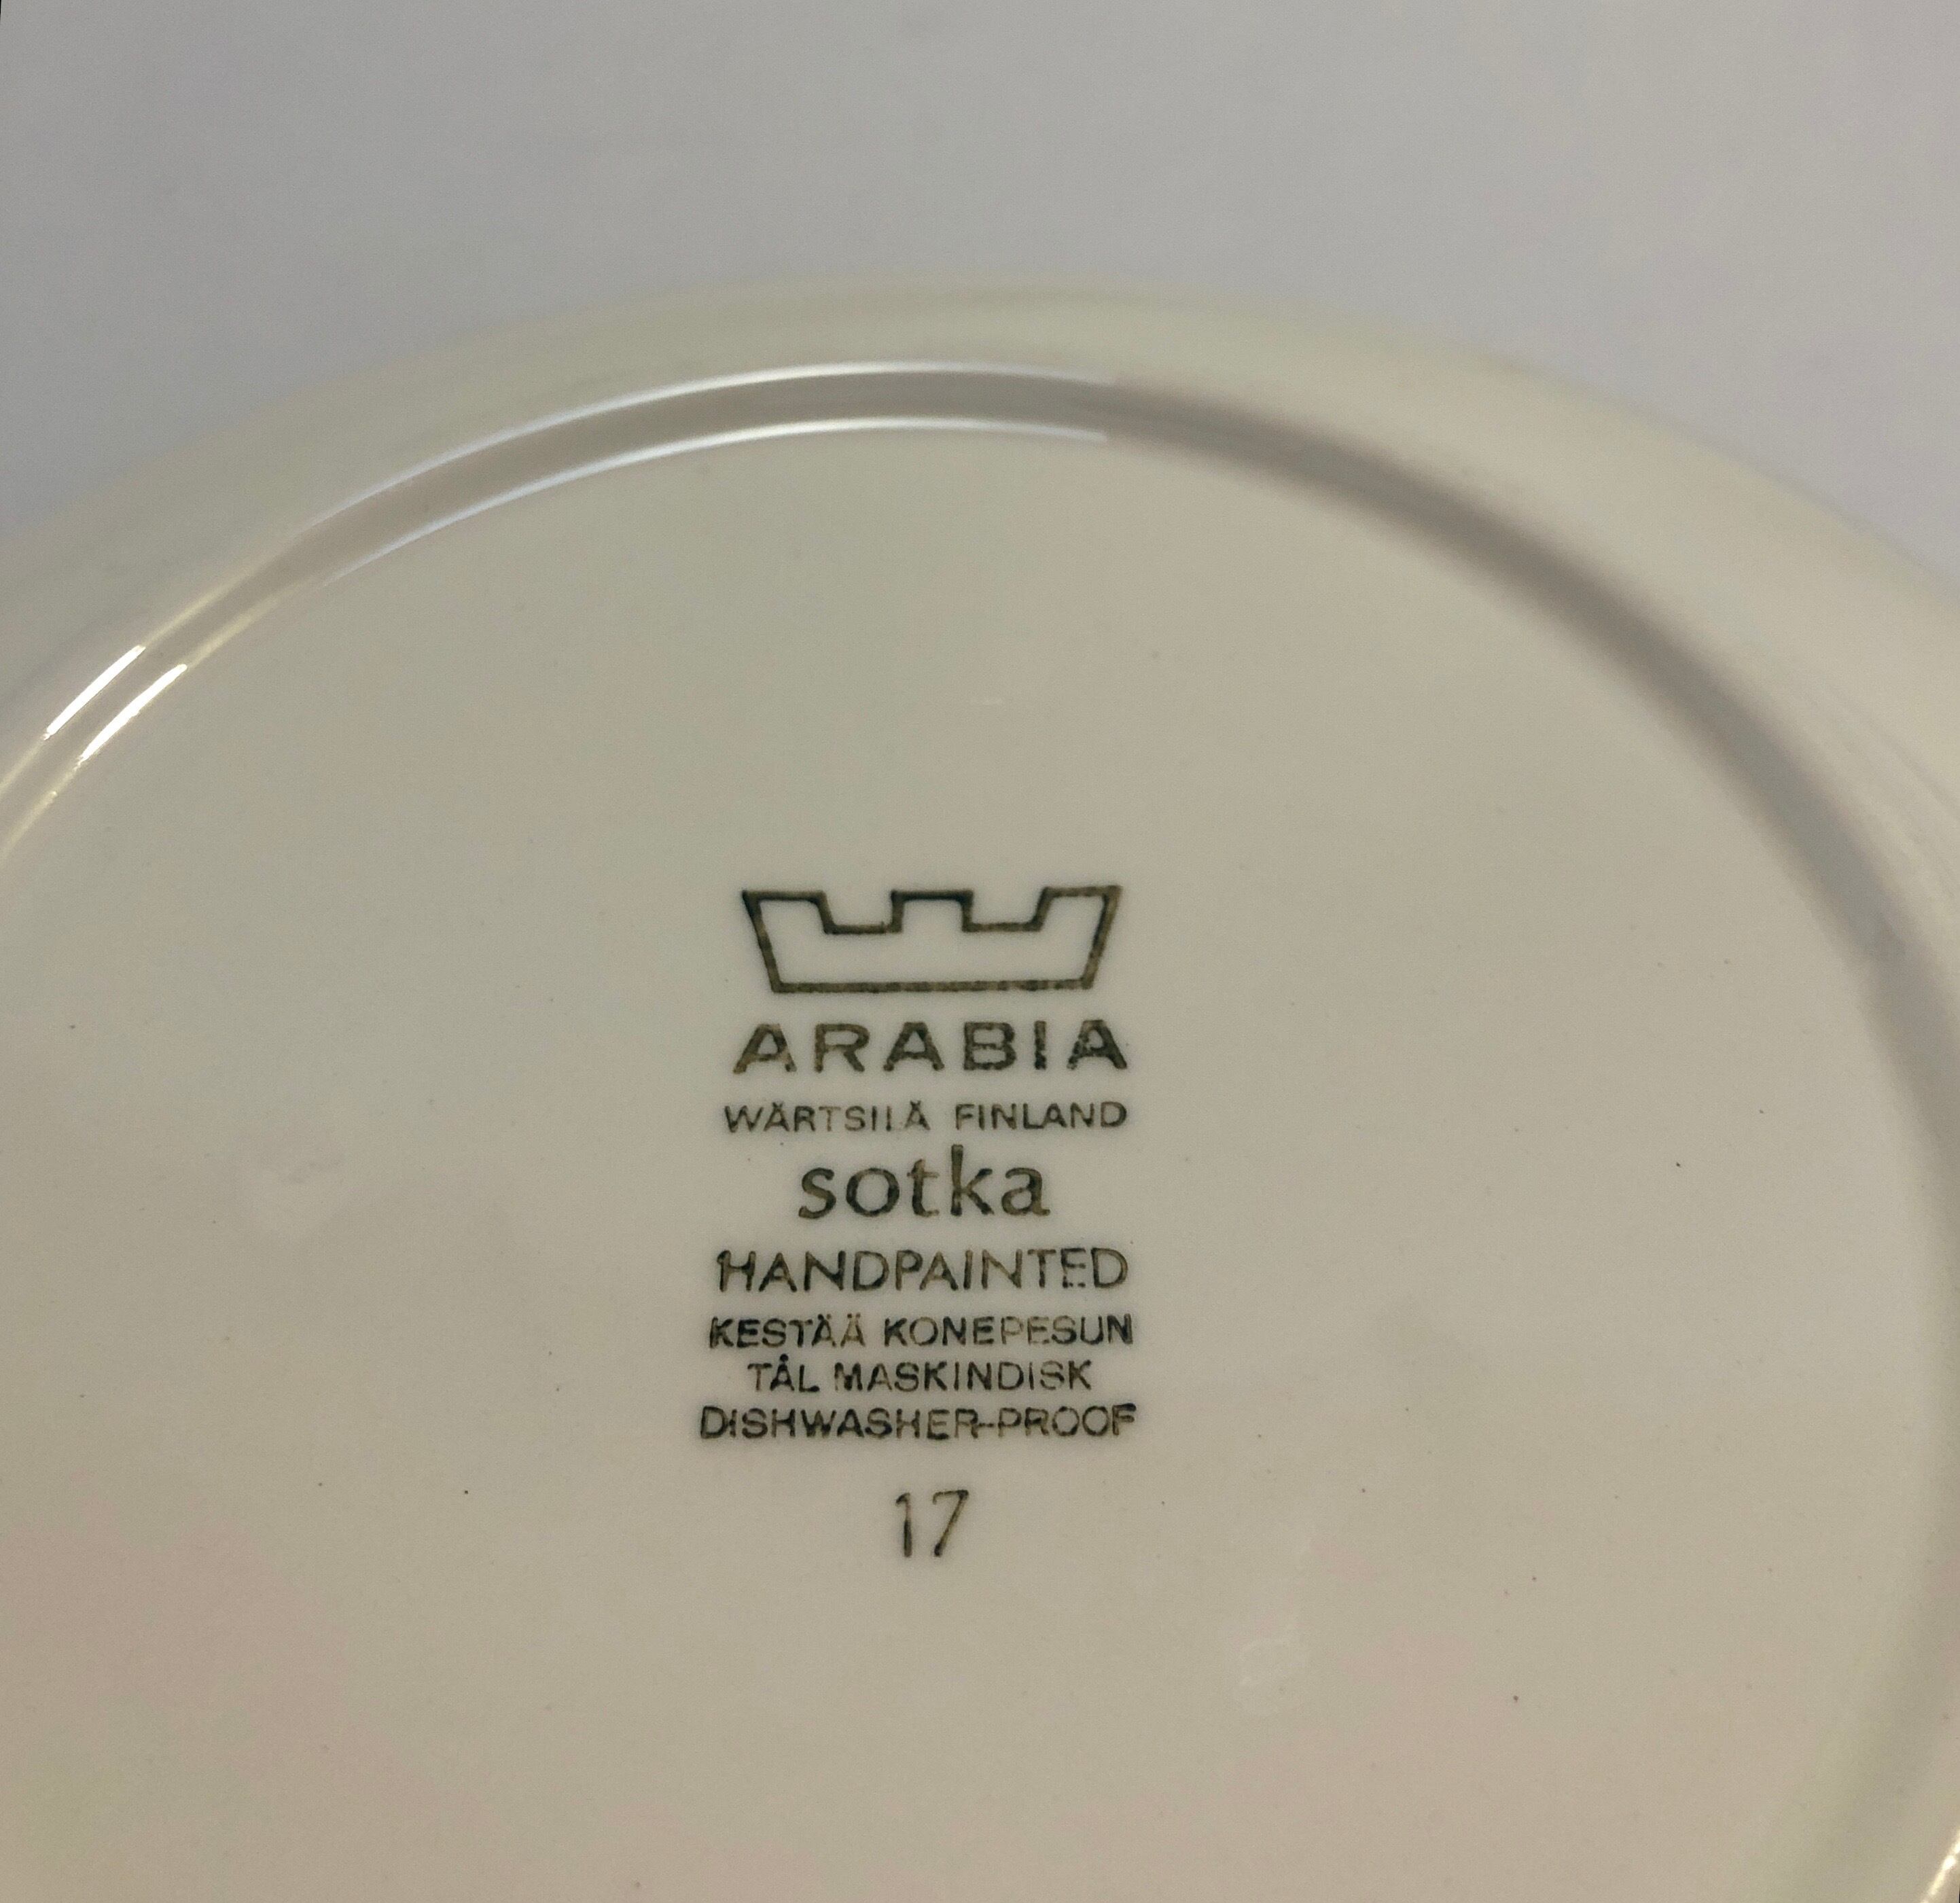 ARABIA
WÄRTSILÄ FINLAND
sotka
HANDPAINTED
KESTÄÄ KONEPESUN
TÅL MASKINDISK
DISHWASHER-PROOF
17